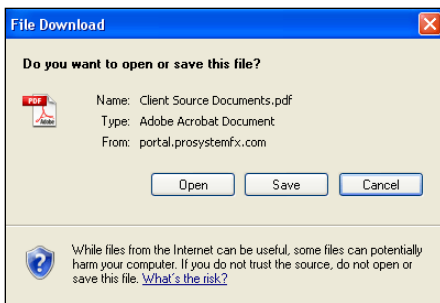 File Download
Do you want to open or save this file?
PDF
Adobe
Name: Client Source Documents.pdf
Type: Adobe Acrobat Document
From: portal.prosystemfx.com
Open Save Cancel
While files from the Internet can be useful, some files can potentially
harm your computer. If you do not trust the source, do not open or
save this file. What's the risk?